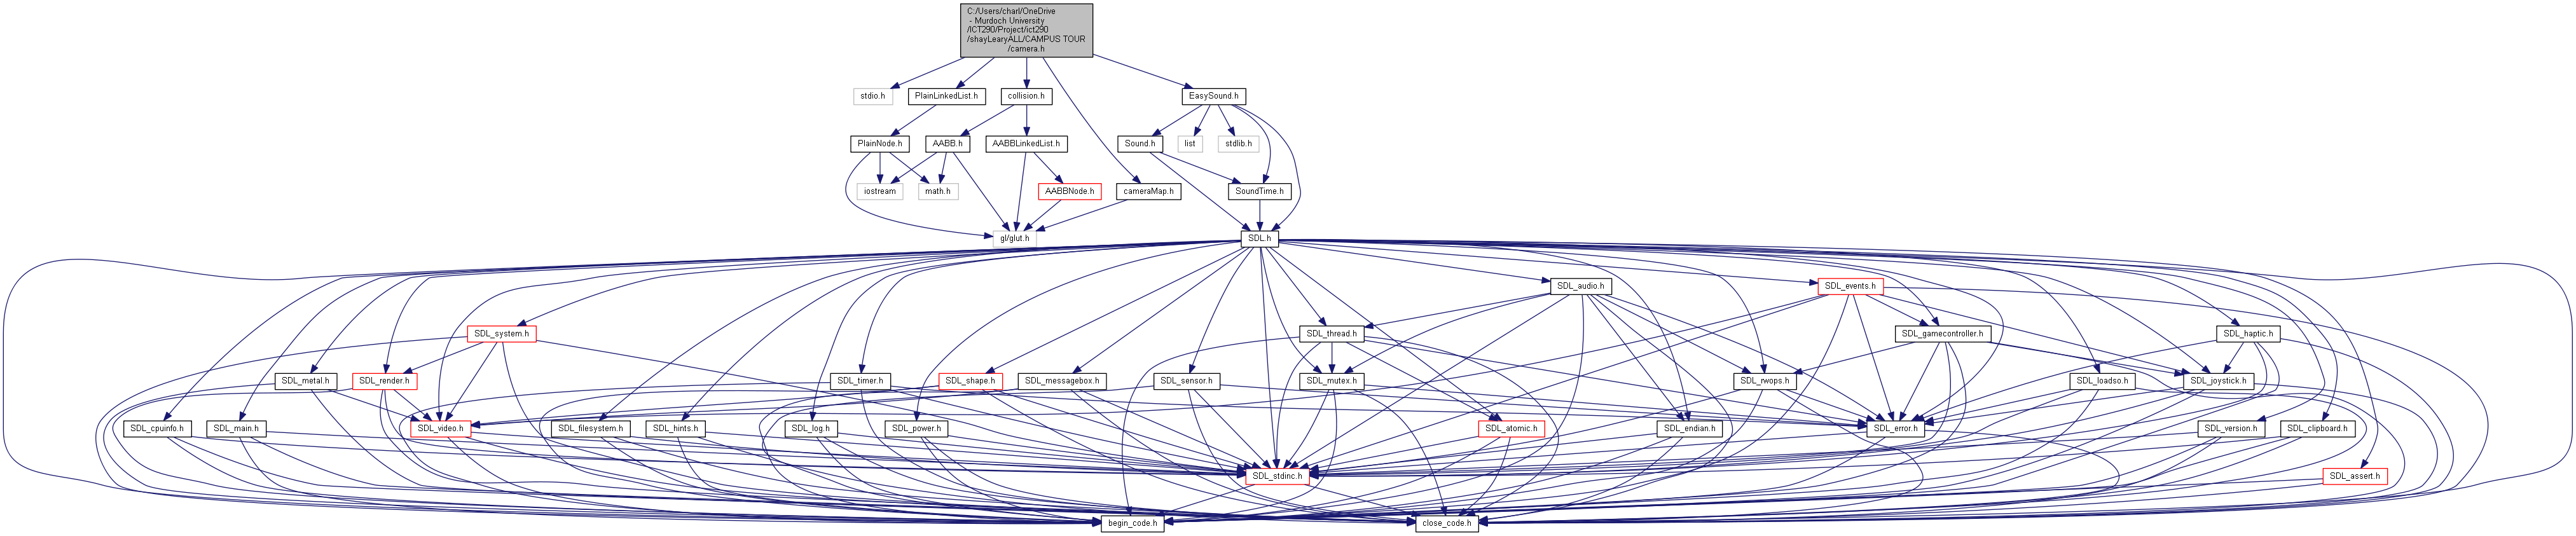 C:/Users/charl/OneDrive
- Murdoch University
/ICT290/Project/ict290
/shayLearyALL/CAMPUS TOUR
/camera.h
stdio.h
PlainLinkedList.h
collision.h
EasySound.h
PlainNode.h
AABB.h
AABBLinkedList.h
Sound.h
list
stdlib.h
iostream
math.h
AABBNode.h
cameraMap.h
SoundTime.h
gl/glut.h
SDL.h
SDL_audio.h
SDL_events.h
SDL_system.h
SDL_thread.h
SDL_gamecontroller.h
SDL_haptic.h
SDL_metal.h
SDL_render.h
SDL_timer.h
SDL_shape.h
SDL_messagebox.h
SDL_sensor.h
SDL_mutex.h
SDL_rwops.h
SDL_loadso.h
SDL_joystick.h
SDL_cpuinfo.h
SDL_main.h
SDL_video.h
SDL_filesystem.h
SDL_hints.h
SDL_log.h
SDL_power.h
SDL_atomic.h
SDL_endian.h
SDL_error.h
SDL_version.h
SDL_clipboard.h
SDL_stdinc.h
SDL_assert.h
begin_code.h
close_code.h